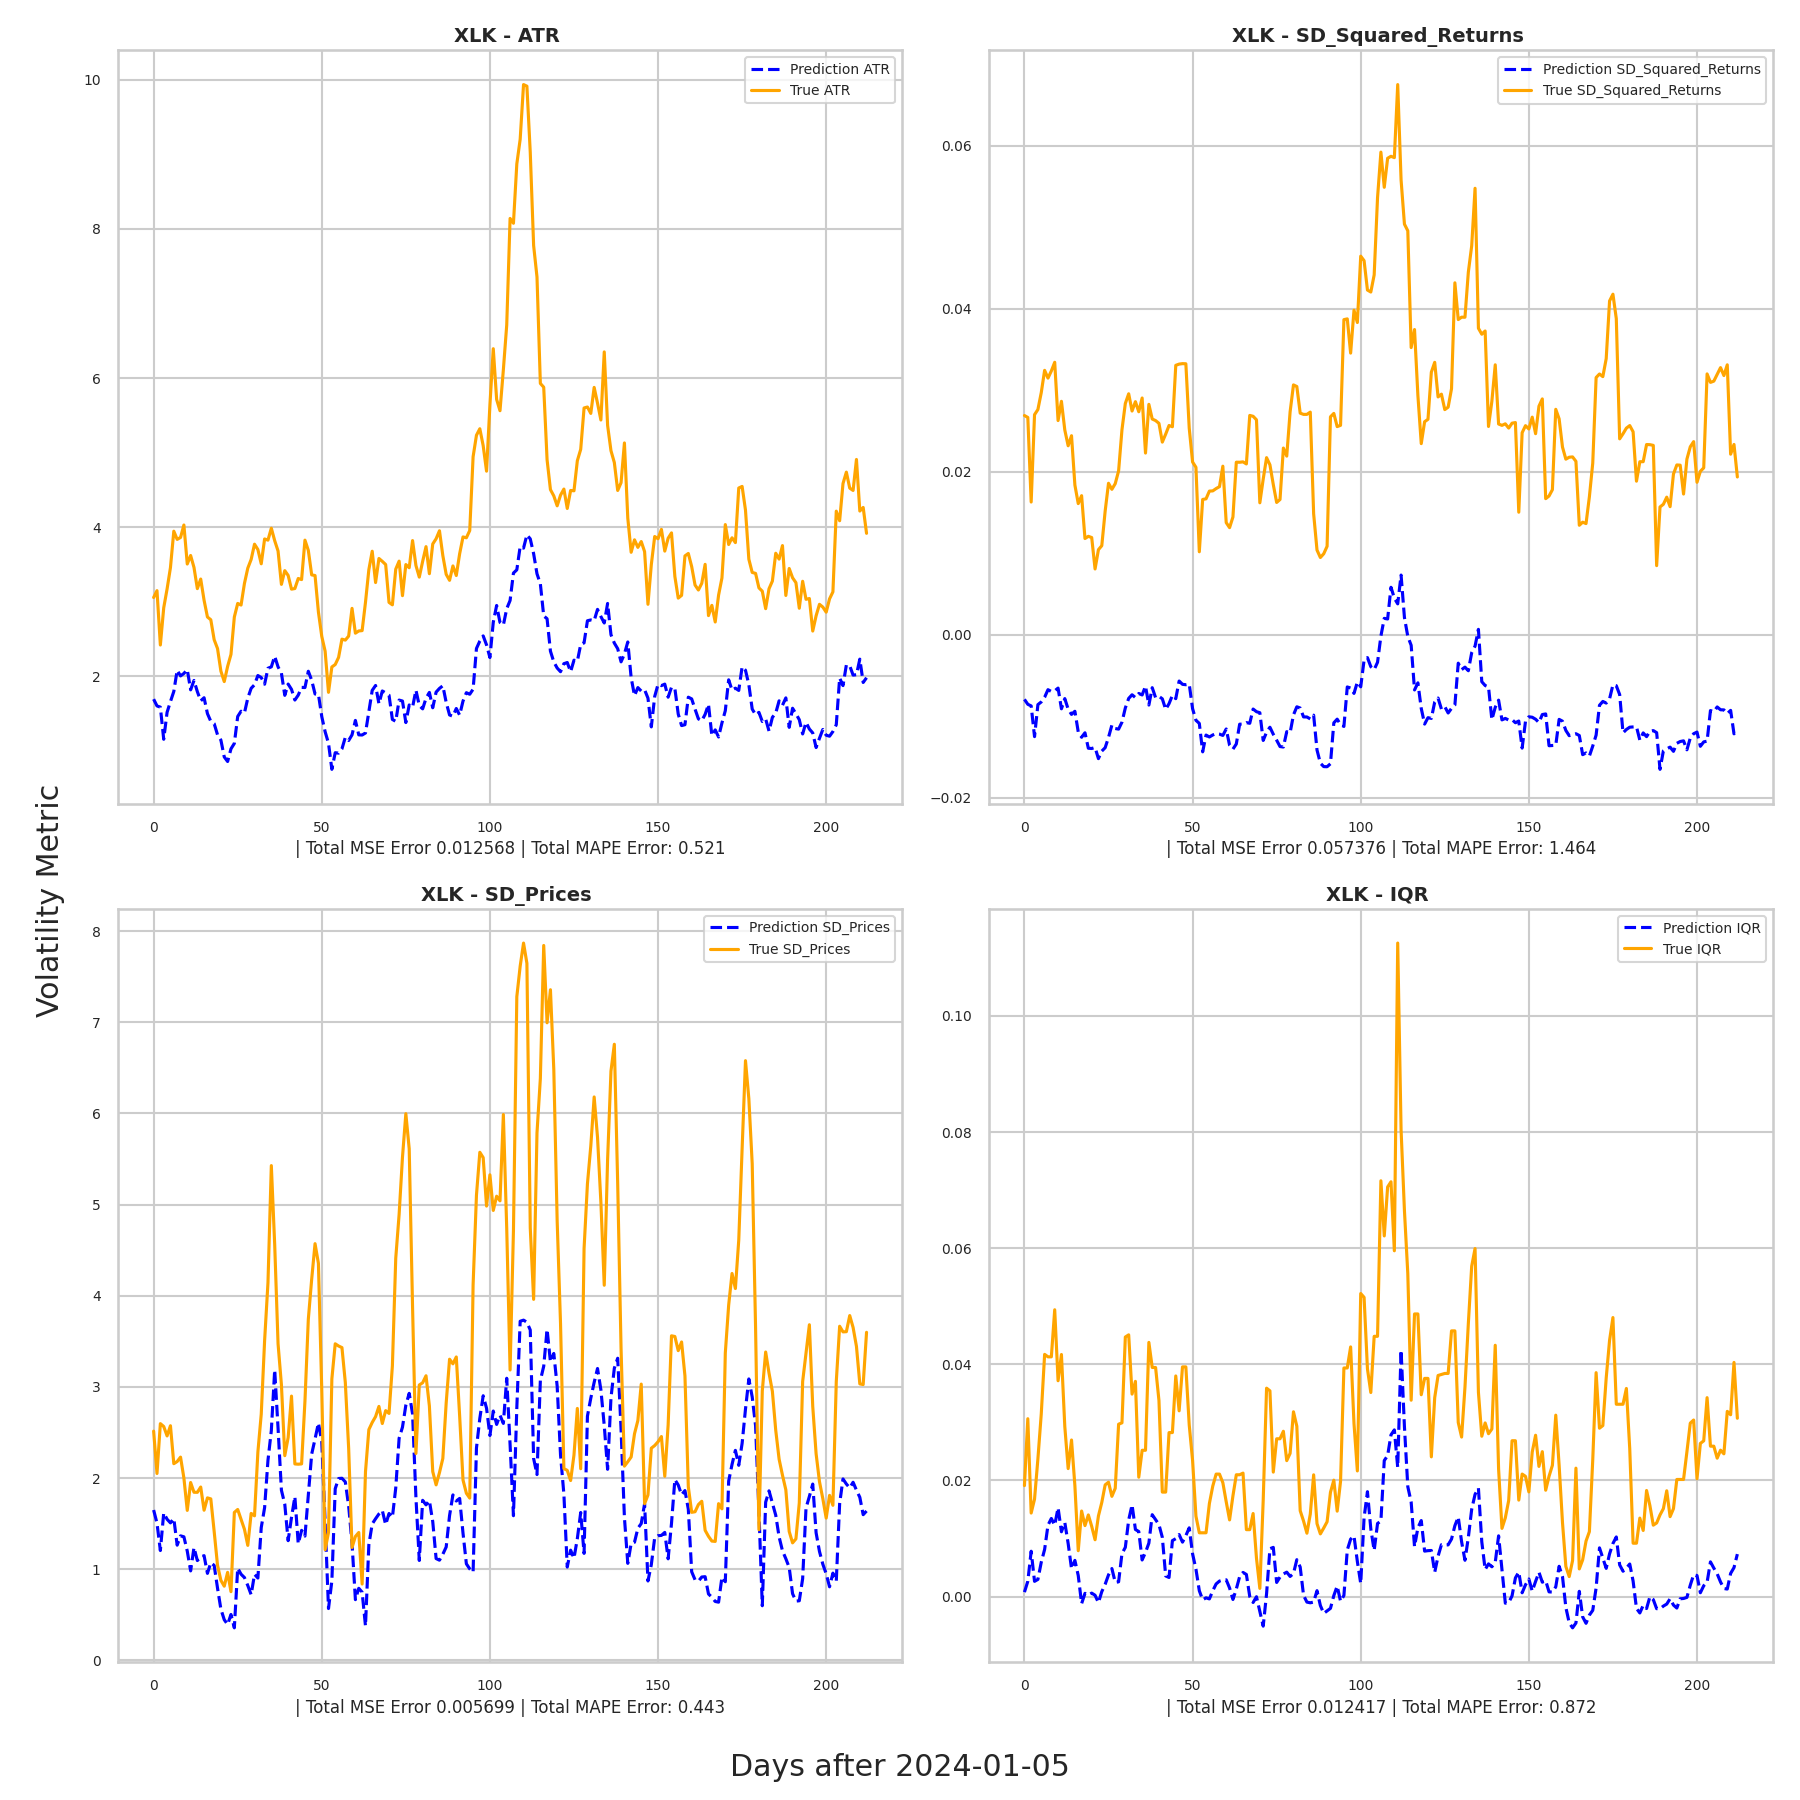 XLK - ATR
Prediction ATR
True ATR
10
8
6
4
2
0
50
100
150
200
| Total MSE Error 0.012568 | Total MAPE Error: 0.521
XLK - SD_Squared_Returns
Prediction SD_Squared_Returns
True SD_Squared_Returns
0.06
0.04
0.02
0.00
−0.02
0
50
100
150
200
| Total MSE Error 0.057376 | Total MAPE Error: 1.464
Volatility Metric
XLK - SD_Prices
Prediction SD_Prices
True SD_Prices
8
7
6
5
4
3
2
1
0
0
50
100
150
200
| Total MSE Error 0.005699 | Total MAPE Error: 0.443
XLK - IQR
Prediction IQR
True IQR
0.10
0.08
0.06
0.04
0.02
0.00
0
50
100
150
200
| Total MSE Error 0.012417 | Total MAPE Error: 0.872
Days after 2024-01-05